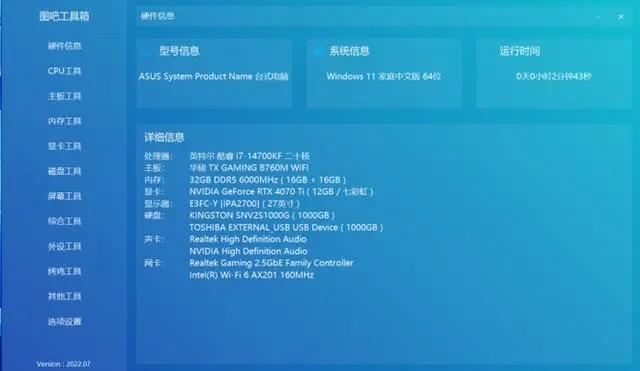 图吧工具箱
硬件信息
硬件信息
CPU工具
主板工具
内存工具
显卡工具
磁盘工具
屏幕工具
综合工具
外设工具
烤鸡工具
其他工具
选项设置
Version : 2022.07
型号信息
ASUS System Product Name 台式电脑
系统信息
Windows 11 家庭中文版 64位
运行时间
0天0小时2分钟43秒
详细信息
处理器： 英特尔 酷睿 i7-14700KF 二十核
主板： 华硕 TX GAMING B760M WIFI
内存： 32GB DDR5 6000MHz ( 16GB + 16GB )
显卡： NVIDIA GeForce RTX 4070 Ti ( 12GB / 七彩虹 )
显示器： E3FC-Y [IPA2700] ( 27英寸 )
硬盘： KINGSTON SNV2S1000G ( 1000GB )
TOSHIBA EXTERNAL_USB USB Device ( 1000GB )
声卡： Realtek High Definition Audio
NVIDIA High Definition Audio
网卡： Realtek Gaming 2.5GbE Family Controller
Intel(R) Wi-Fi 6 AX201 160MHz